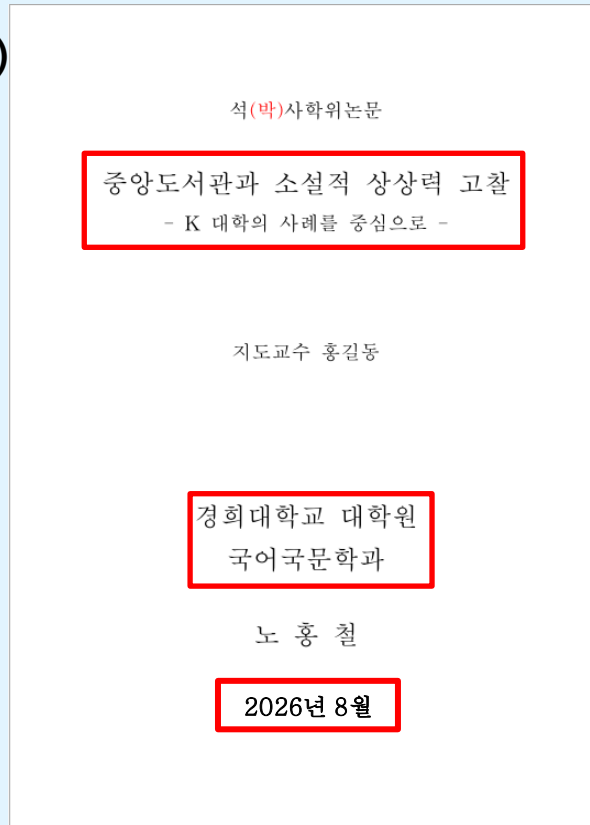 )
석(박)사학위논문
중앙도서관과 소설적 상상력 고찰
- K 대학의 사례를 중심으로 -
지도교수 홍길동
경희대학교 대학원
국어국문학과
노 홍 철
2026년 8월